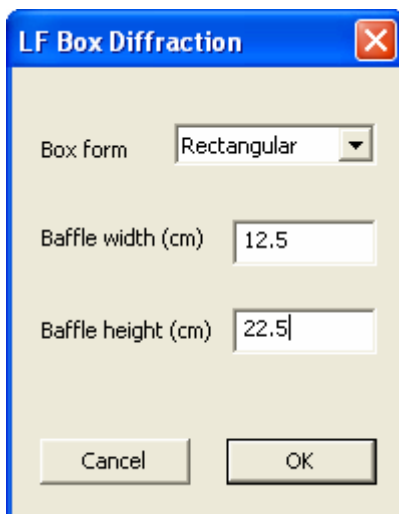 LF Box Diffraction
Box form Rectangular
Baffle width (cm) 12.5
Baffle height (cm) 22.5
Cancel OK